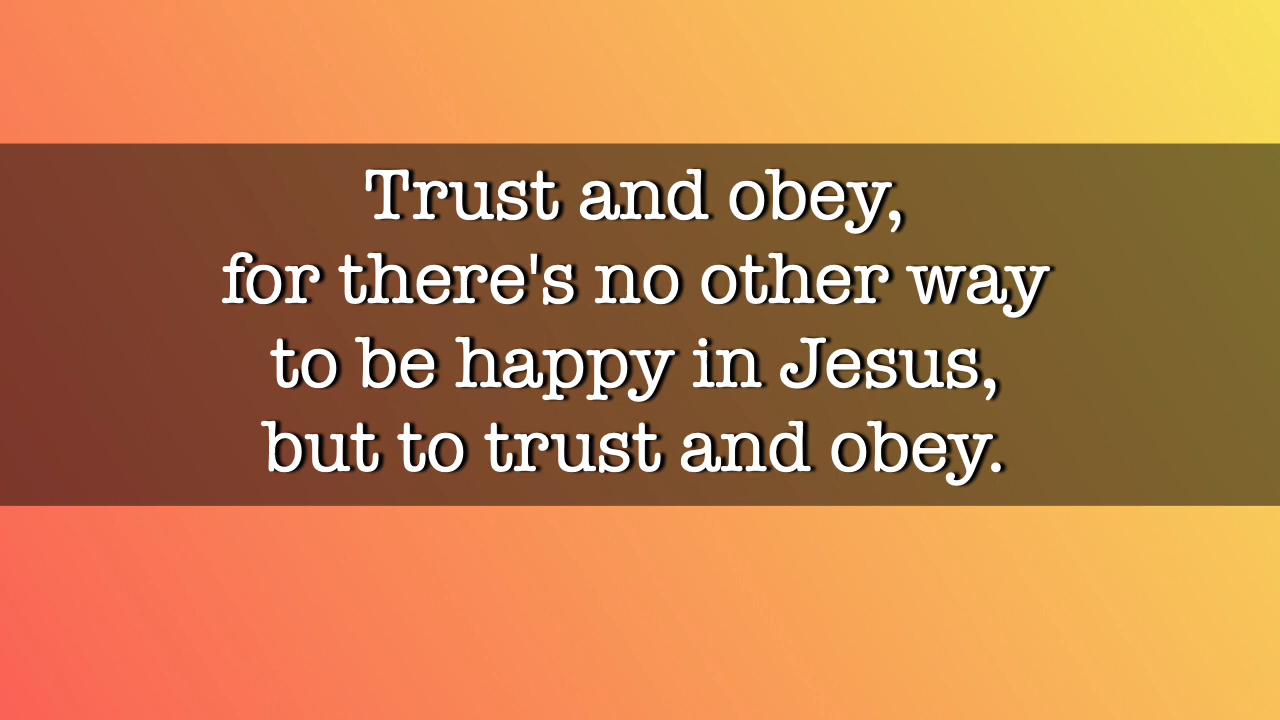 Trust and obey,
for there's no other way
to be happy in Jesus,
but to trust and obey.